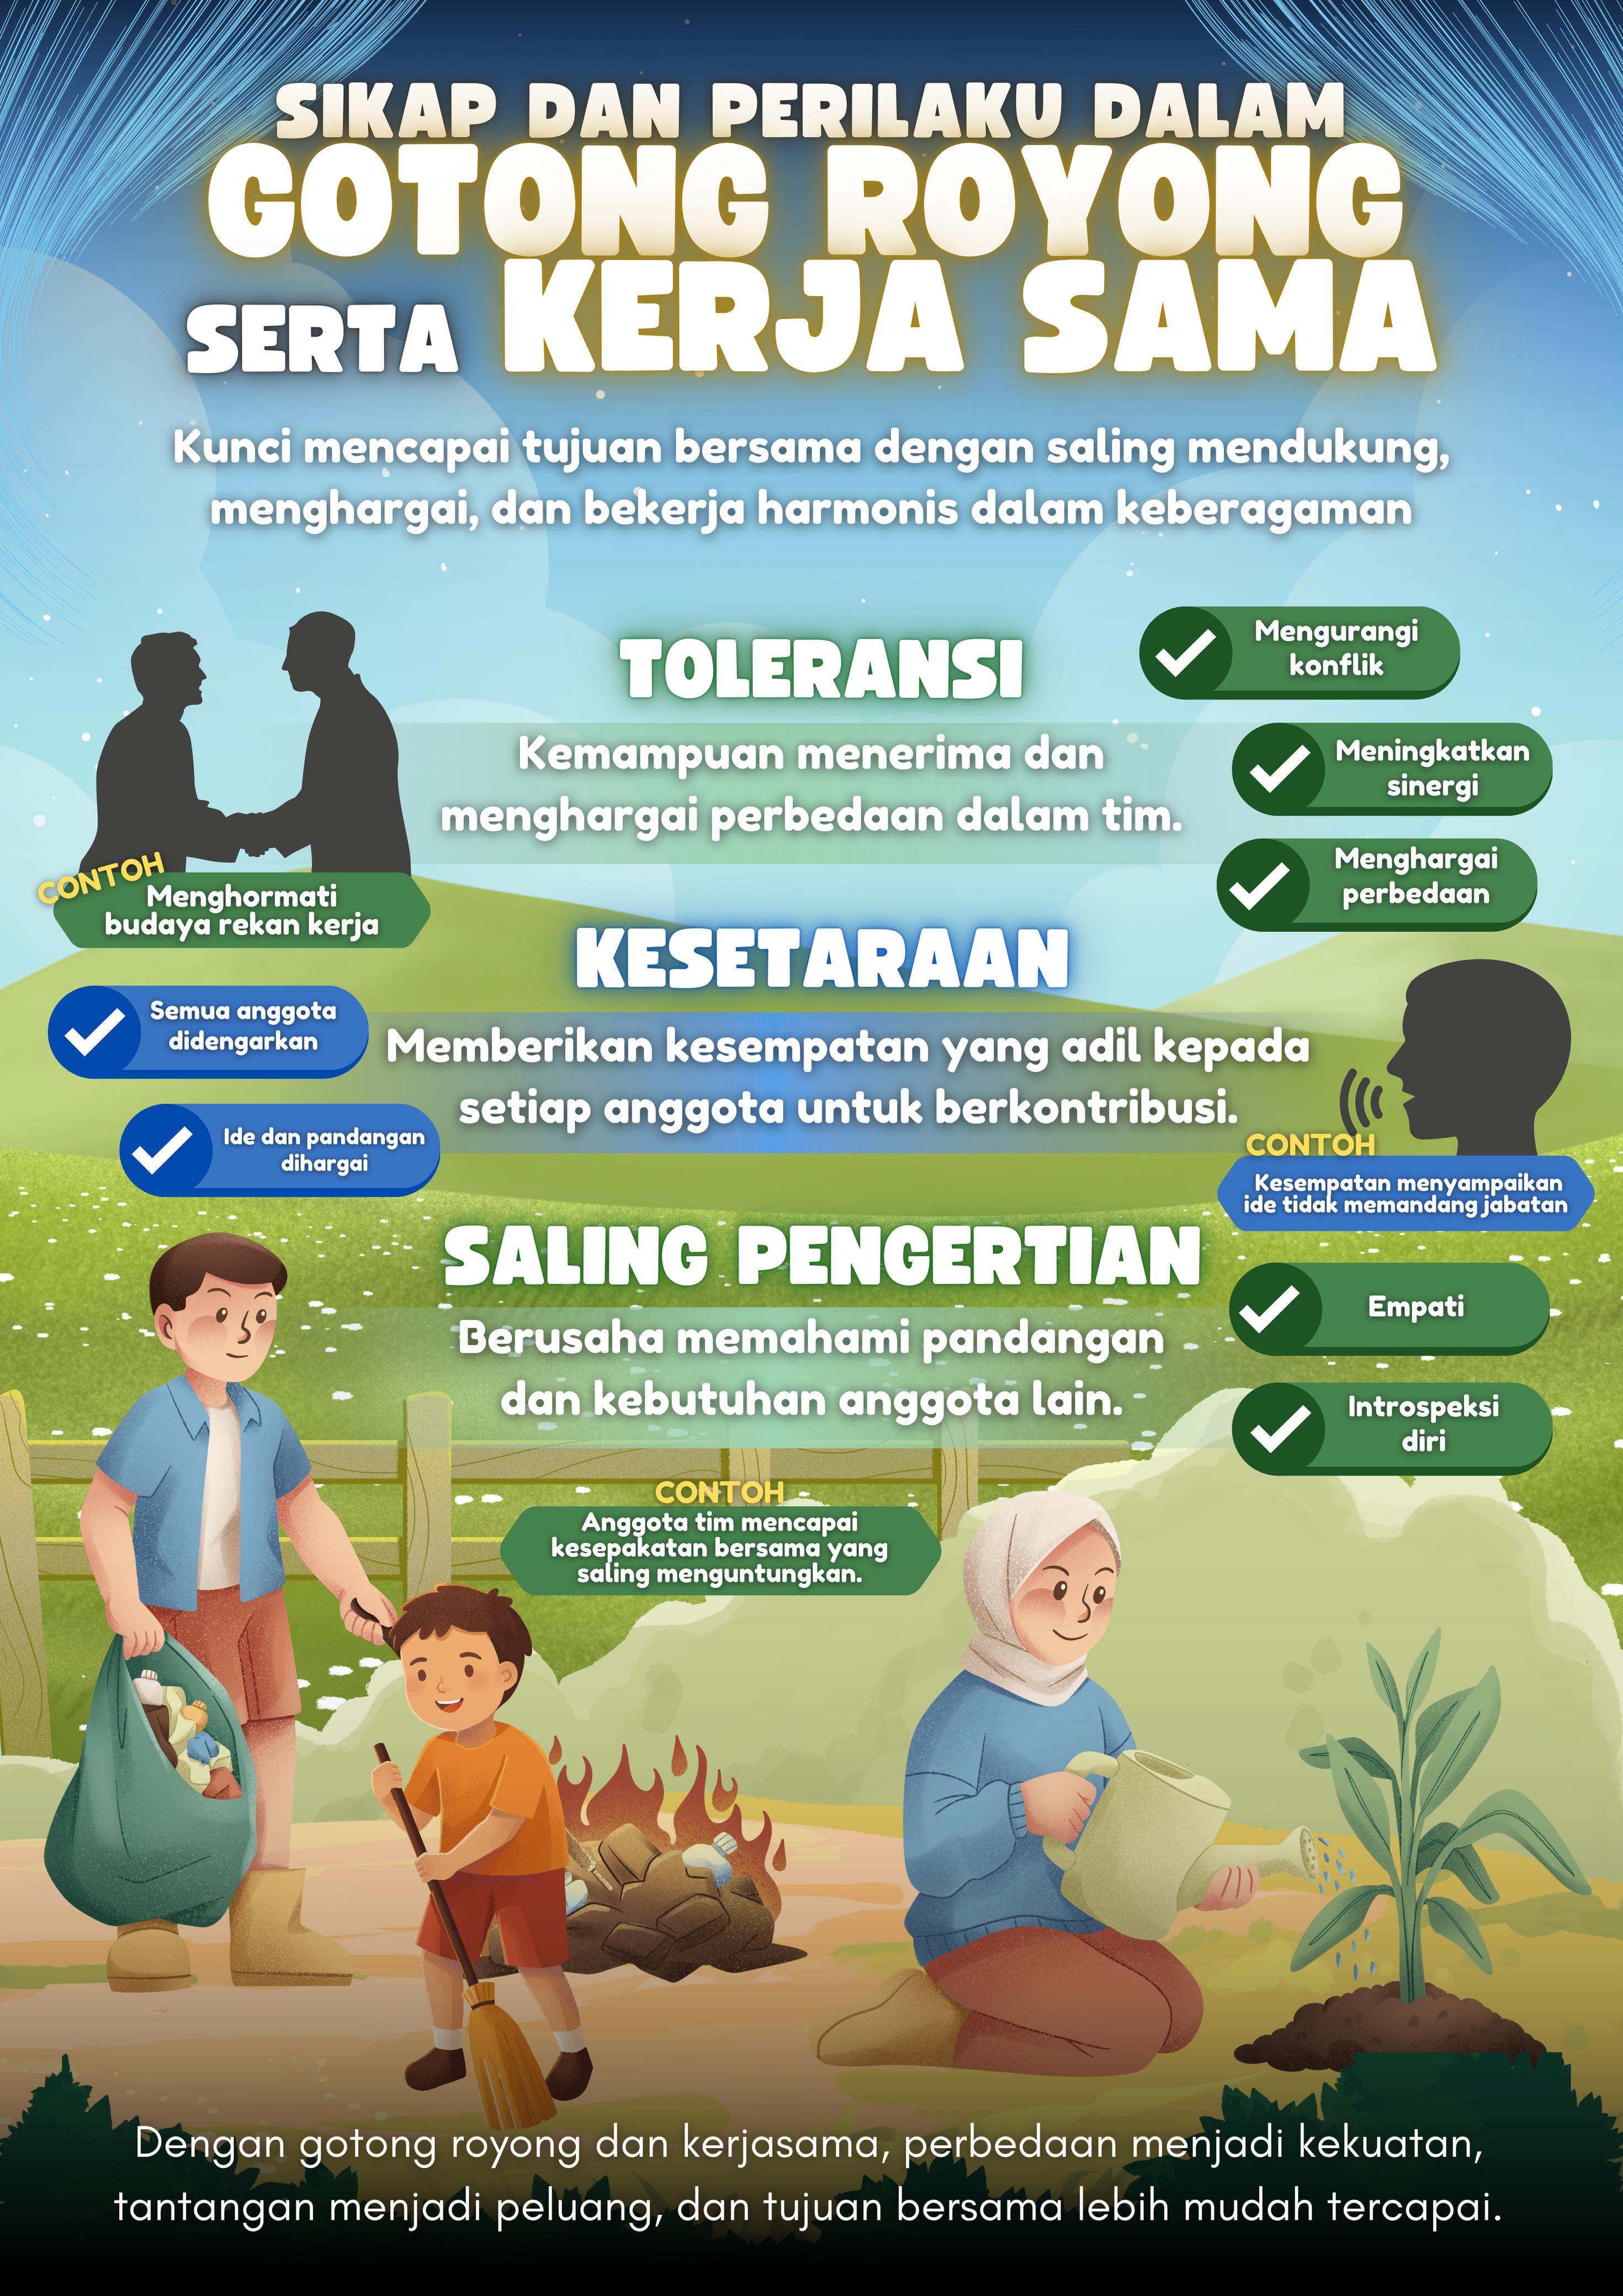 SIKAP DAN PERILAKU DALAM
GOTONG ROYONG
SERTA KERJA SAMA
Kunci mencapai tujuan bersama dengan saling mendukung,
menghargai, dan bekerja harmonis dalam keberagaman
TOLERANSI
Kemampuan menerima dan
menghargai perbedaan dalam tim.
Mengurangi
konflik
Meningkatkan
sinergi
Menghargai
perbedaan
CONTOH
Menghormati
budaya rekan kerja
KESETARAAN
Memberikan kesempatan yang adil kepada
setiap anggota untuk berkontribusi.
Semua anggota
didengarkan
Ide dan pandangan
dihargai
CONTOH
Kesempatan menyampaikan
ide tidak memandang jabatan
SALING PENGERTIAN
Berusaha memahami pandangan
dan kebutuhan anggota lain.
Empati
Introspeksi
diri
CONTOH
Anggota tim mencapai
kesepakatan bersama yang
saling menguntungkan.
Dengan gotong royong dan kerjasama, perbedaan menjadi kekuatan,
tantangan menjadi peluang, dan tujuan bersama lebih mudah tercapai.